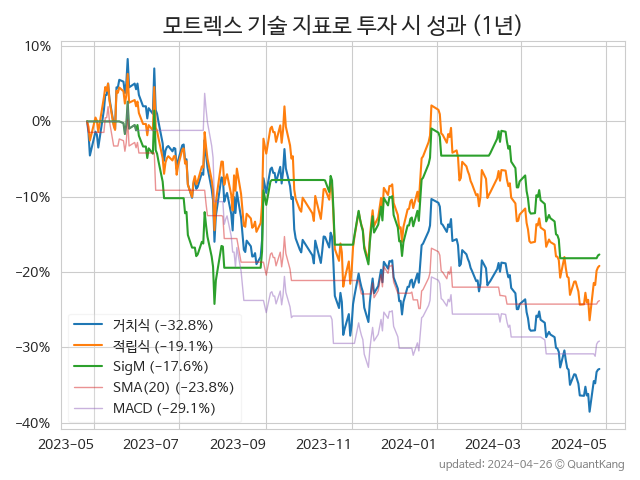 모트렉스 기술 지표로 투자 시 성과 (1년)
10%
0%
−10%
−20%
−30%
−40%
거치식 (−32.8%)
적립식 (−19.1%)
SigM (−17.6%)
SMA(20) (−23.8%)
MACD (−29.1%)
2023-05 2023-07 2023-09 2023-11 2024-01 2024-03 2024-05
updated: 2024-04-26 ⓒ QuantKang